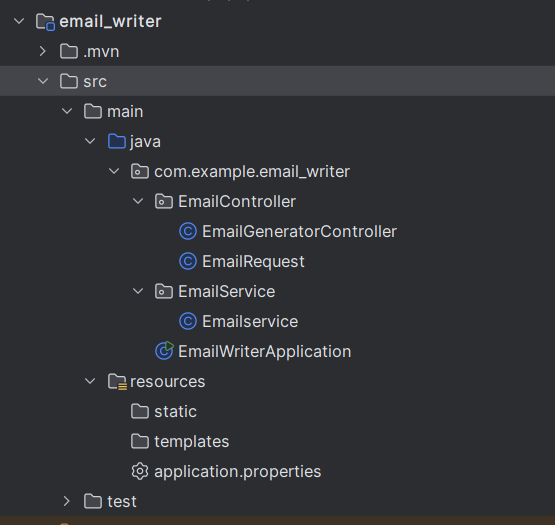 email_writer
.mvn
src
main
java
com.example.email_writer
EmailController
EmailGeneratorController
EmailRequest
EmailService
Emailservice
EmailWriterApplication
resources
static
templates
application.properties
test